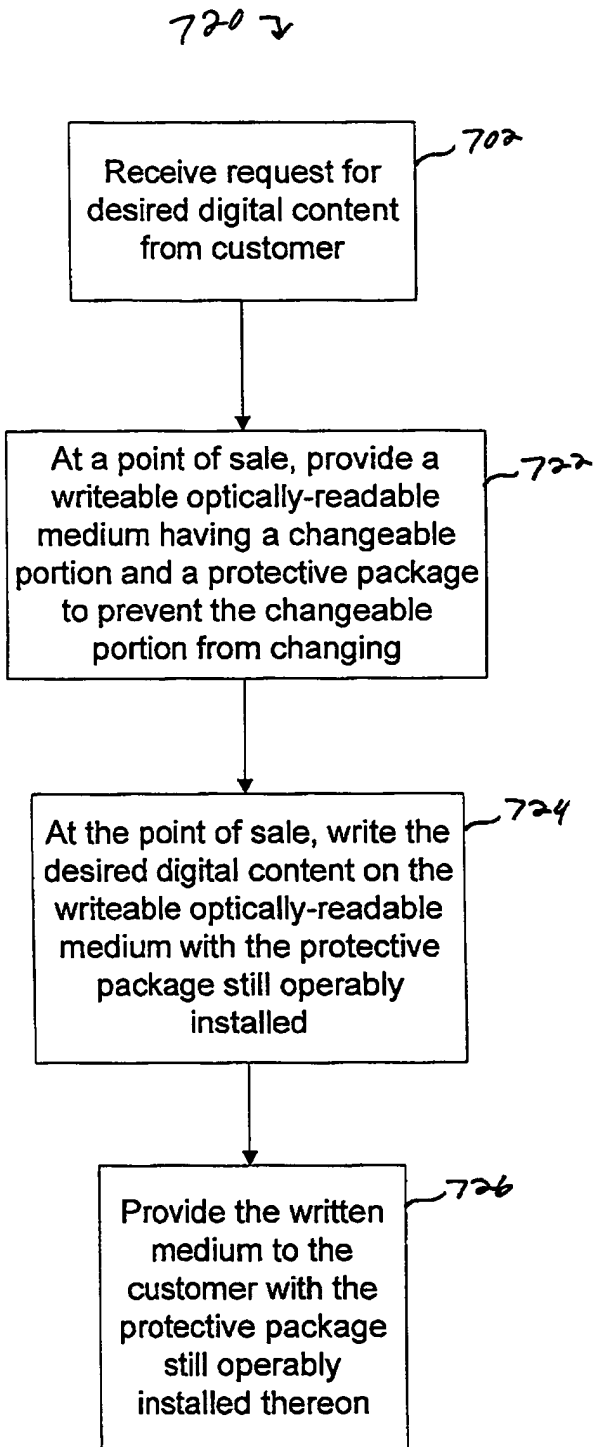 720
702
Receive request for
desired digital content
from customer
722
At a point of sale, provide a
writeable optically-readable
medium having a changeable
portion and a protective package
to prevent the changeable
portion from changing
724
At the point of sale, write the
desired digital content on the
writeable optically-readable
medium with the protective
package still operably
installed
726
Provide the written
medium to the
customer with the
protective package
still operably
installed thereon